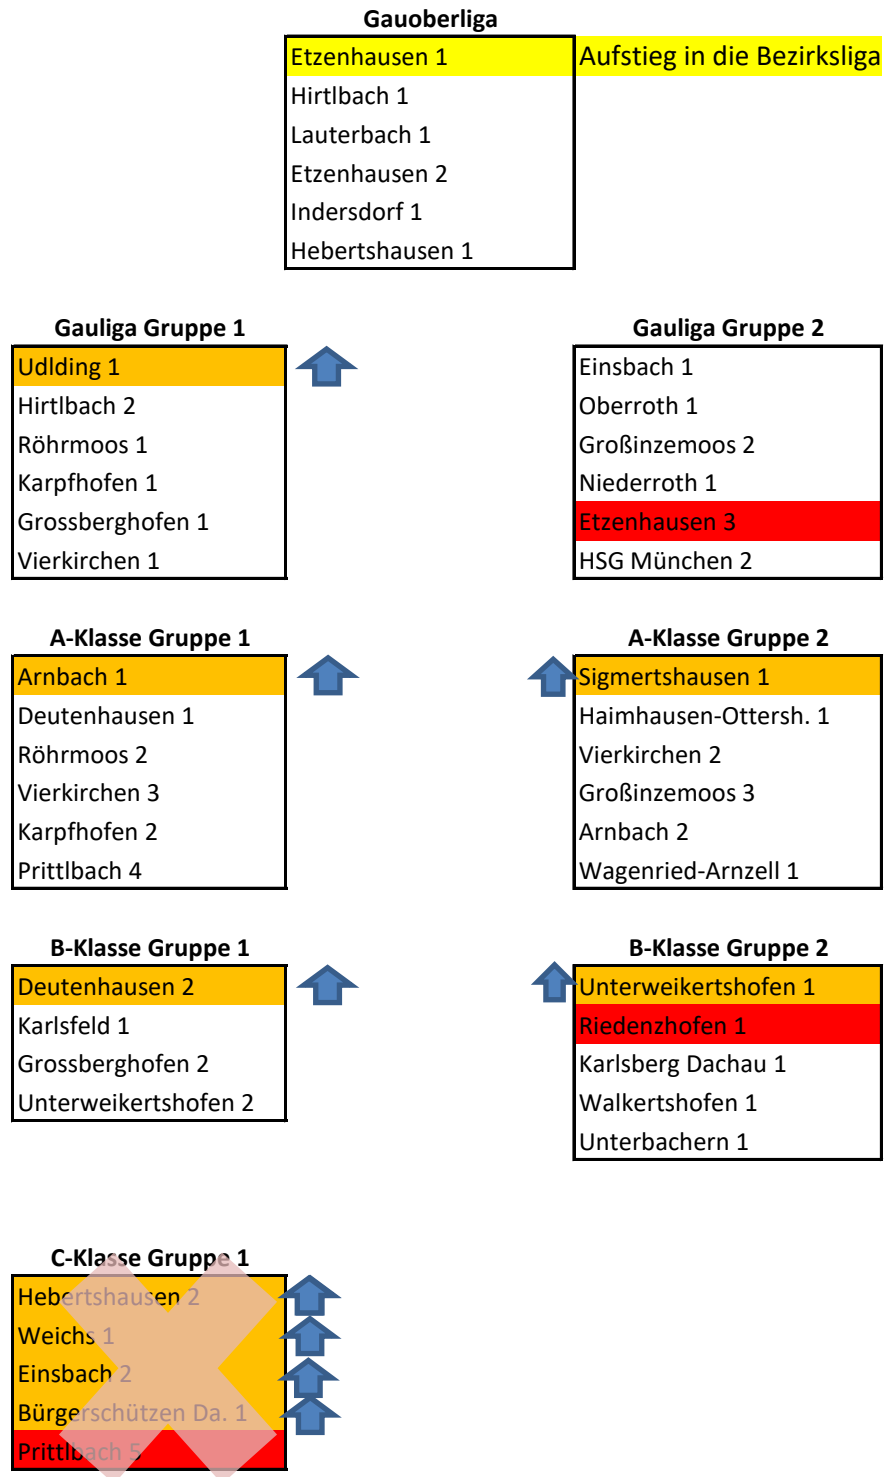 Gauoberliga
Etzenhausen 1 Aufstieg in die Bezirksliga
Hirtlbach 1
Lauterbach 1
Etzenhausen 2
Indersdorf 1
Hebertshausen 1
Gauliga Gruppe 1
Udlding 1
Hirtlbach 2
Röhrmoos 1
Karpfhofen 1
Grossberghofen 1
Vierkirchen 1
Gauliga Gruppe 2
Einsbach 1
Oberroth 1
Großinzemoos 2
Niederroth 1
Etzenhausen 3
HSG München 2
A-Klasse Gruppe 1
Arnbach 1
Deutenhausen 1
Röhrmoos 2
Vierkirchen 3
Karpfhofen 2
Prittlbach 4
A-Klasse Gruppe 2
Sigmertshausen 1
Haimhausen-Ottersh. 1
Vierkirchen 2
Großinzemoos 3
Arnbach 2
Wagenried-Arnzell 1
B-Klasse Gruppe 1
Deutenhausen 2
Karlsfeld 1
Grossberghofen 2
Unterweikertshofen 2
B-Klasse Gruppe 2
Unterweikertshofen 1
Riedenzhofen 1
Karlsberg Dachau 1
Walkertshofen 1
Unterbachern 1
C-Klasse Gruppe 1
Hebertshausen 2
Weichs 1
Einsbach 2
Bürgerschützen Da. 1
Prittlbach 5